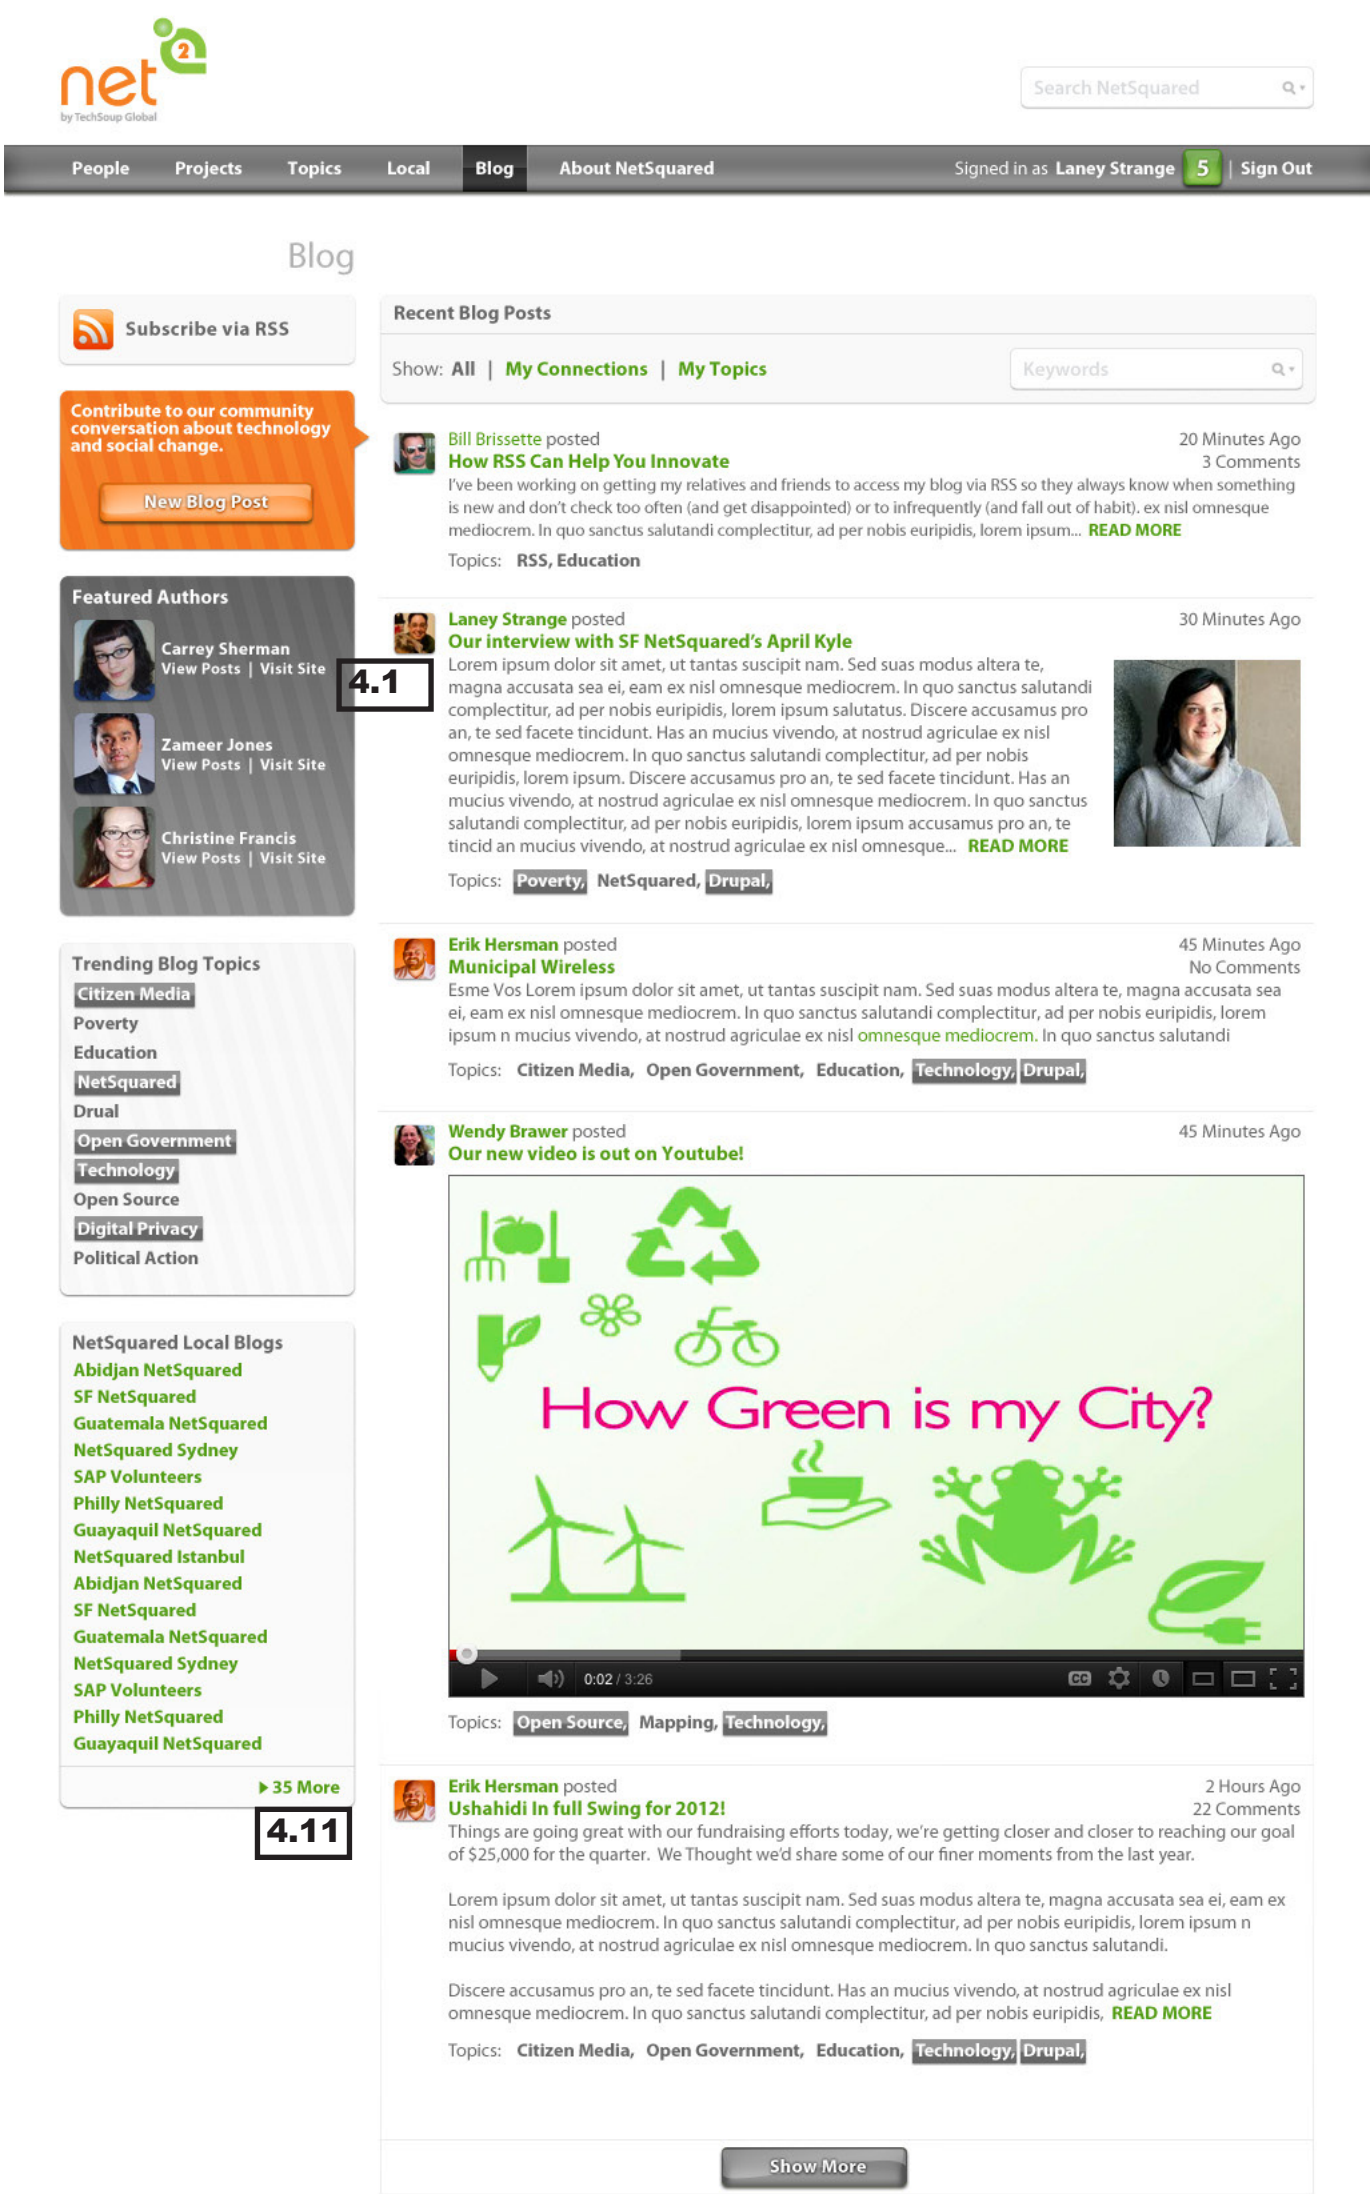 net2
by TechSoup Global
Search NetSquared
People Projects Topics Local Blog About NetSquared Signed in as Laney Strange 5 | Sign Out
Blog
Subscribe via RSS
Contribute to our community
conversation about technology
and social change.
New Blog Post
Featured Authors
Carrey Sherman
View Posts | Visit Site
Zameer Jones
View Posts | Visit Site
Christine Francis
View Posts | Visit Site
4.1
Trending Blog Topics
Citizen Media
Poverty
Education
NetSquared
Drual
Open Government
Technology
Open Source
Digital Privacy
Political Action
NetSquared Local Blogs
Abidjan NetSquared
SF NetSquared
Guatemala NetSquared
NetSquared Sydney
SAP Volunteers
Philly NetSquared
Guayaquil NetSquared
NetSquared Istanbul
Abidjan NetSquared
SF NetSquared
Guatemala NetSquared
NetSquared Sydney
SAP Volunteers
Philly NetSquared
Guayaquil NetSquared
35 More
4.11
Recent Blog Posts
Show: All | My Connections | My Topics Keywords
Bill Brissette posted 20 Minutes Ago
How RSS Can Help You Innovate 3 Comments
I've been working on getting my relatives and friends to access my blog via RSS so they always know when something
is new and don't check too often (and get disappointed) or to infrequently (and fall out of habit). ex nisl omnesque
mediocrem. In quo sanctus salutandi complectitur, ad per nobis euripidis, lorem ipsum... READ MORE
Topics: RSS, Education
Laney Strange posted 30 Minutes Ago
Our interview with SF NetSquared's April Kyle
Lorem ipsum dolor sit amet, ut tantas suscipit nam. Sed suas modus altera te,
magna accusata sea ei, eam ex nisl omnesque mediocrem. In quo sanctus salutandi
complectitur, ad per nobis euripidis, lorem ipsum salutatus. Discere accusamus pro
an, te sed facete tincidunt. Has an mucius vivendo, at nostrud agriculae ex nisl
omnesque mediocrem. In quo sanctus salutandi complectitur, ad per nobis
euripidis, lorem ipsum. Discere accusamus pro an, te sed facete tincidunt. Has an
mucius vivendo, at nostrud agriculae ex nisl omnesque mediocrem. In quo sanctus
salutandi complectitur, ad per nobis euripidis, lorem ipsum accusamus pro an, te
tincid an mucius vivendo, at nostrud agriculae ex nisl omnesque... READ MORE
Topics: Poverty, NetSquared, Drupal,
Erik Hersman posted 45 Minutes Ago
Municipal Wireless No Comments
Esme Vos Lorem ipsum dolor sit amet, ut tantas suscipit nam. Sed suas modus altera te, magna accusata sea
ei, eam ex nisl omnesque mediocrem. In quo sanctus salutandi complectitur, ad per nobis euripidis, lorem
ipsum n mucius vivendo, at nostrud agriculae ex nisl omnesque mediocrem. In quo sanctus salutandi
Topics: Citizen Media, Open Government, Education, Technology, Drupal,
Wendy Brawer posted 45 Minutes Ago
Our new video is out on Youtube!
How Green is my City?
0:02 / 3:26 CC
Topics: Open Source, Mapping, Technology,
Erik Hersman posted 2 Hours Ago
Ushahidi In full Swing for 2012! 22 Comments
Things are going great with our fundraising efforts today, we're getting closer and closer to reaching our goal
of $25,000 for the quarter. We Thought we'd share some of our finer moments from the last year.
Lorem ipsum dolor sit amet, ut tantas suscipit nam. Sed suas modus altera te, magna accusata sea ei, eam ex
nisl omnesque mediocrem. In quo sanctus salutandi complectitur, ad per nobis euripidis, lorem ipsum n
mucius vivendo, at nostrud agriculae ex nisl omnesque mediocrem. In quo sanctus salutandi.
Discere accusamus pro an, te sed facete tincidunt. Has an mucius vivendo, at nostrud agriculae ex nisl
omnesque mediocrem. In quo sanctus salutandi complectitur, ad per nobis euripidis, READ MORE
Topics: Citizen Media, Open Government, Education, Technology, Drupal,
Show More